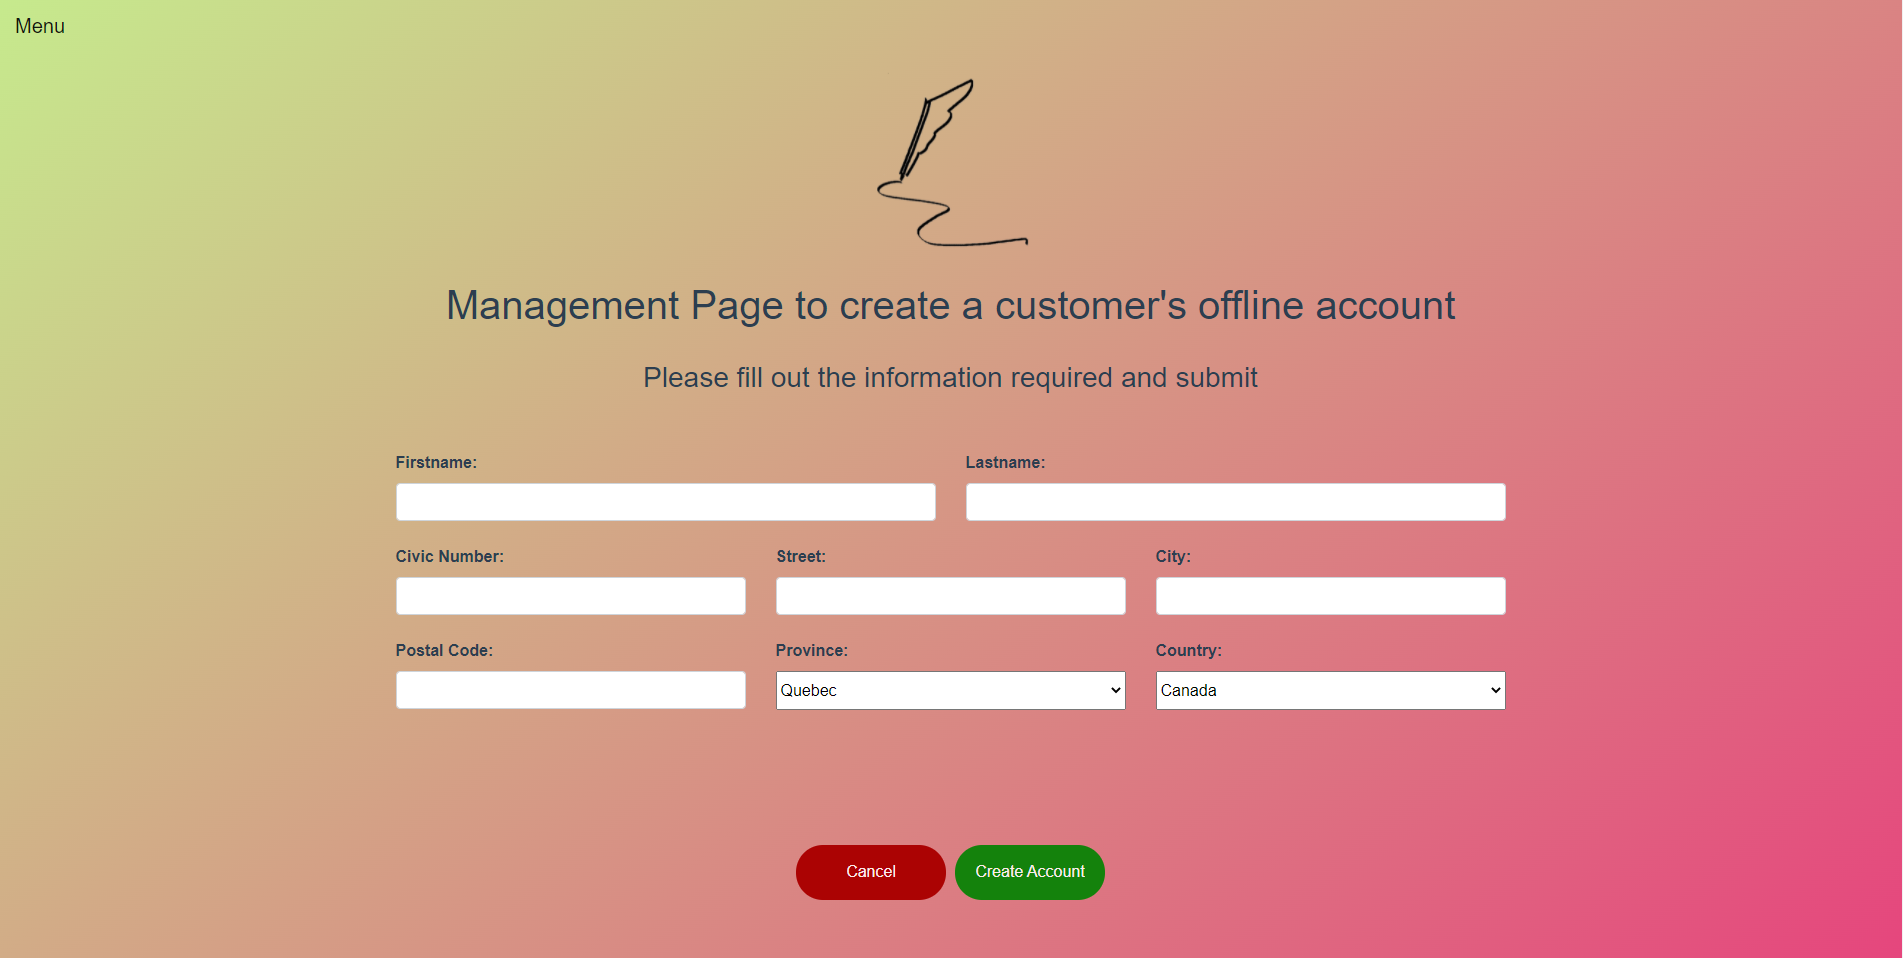 Menu
Management Page to create a customer's offline account
Please fill out the information required and submit
Firstname: Lastname:
Civic Number: Street: City:
Postal Code: Province: Country:
Quebec Canada
Cancel Create Account